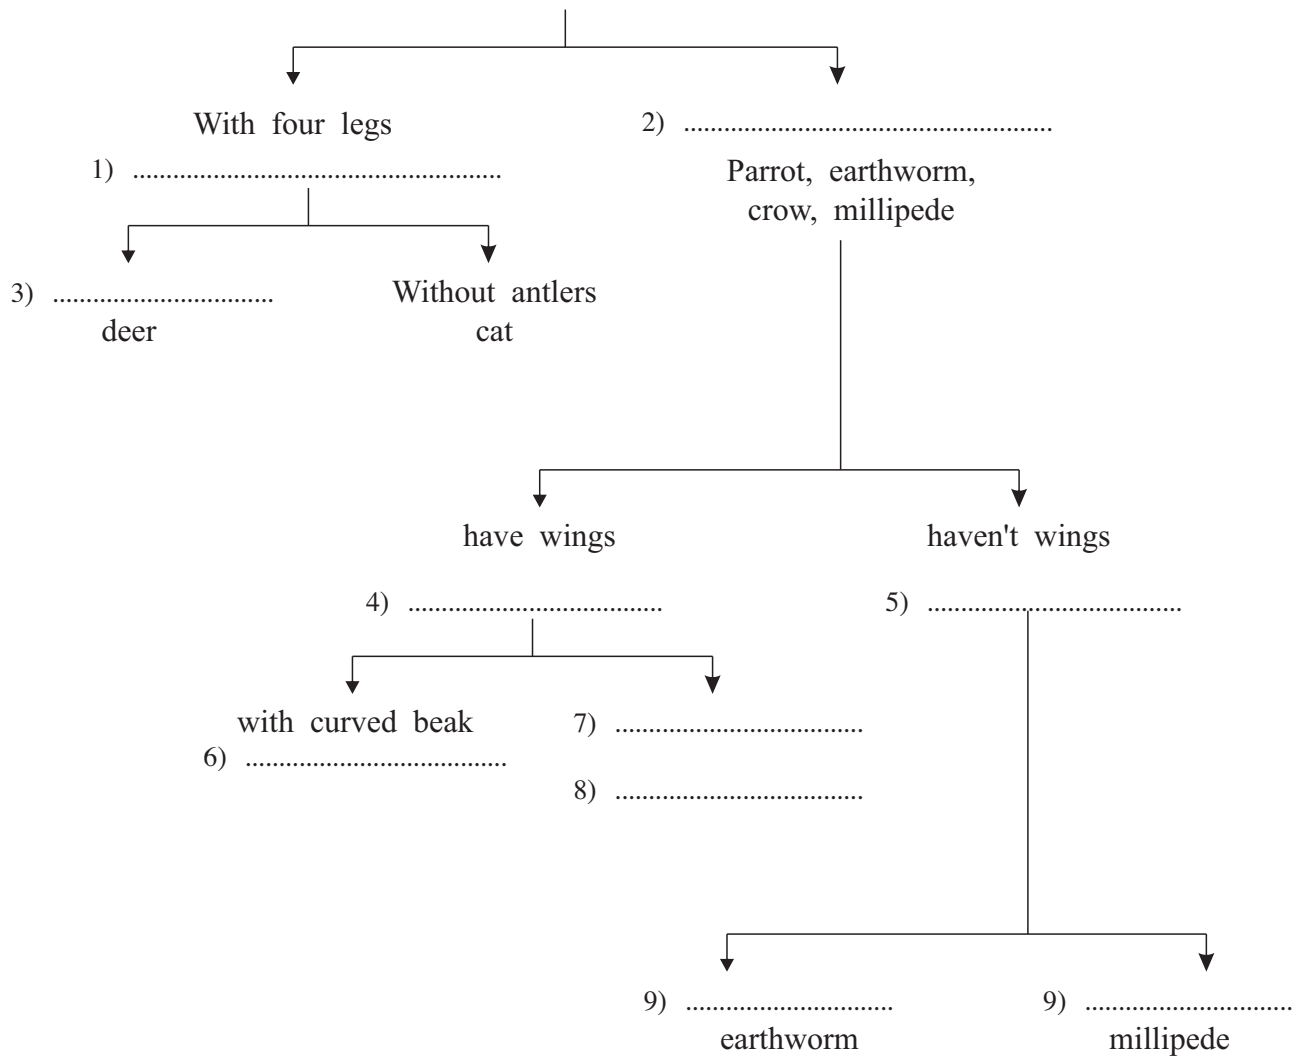 With four legs
1) .......................................................
2) .......................................................
Parrot, earthworm,
crow, millipede
3) .................................
deer
Without antlers
cat
have wings
haven't wings
4) ......................................
5) ......................................
with curved beak
6) .......................................
7) .....................................
8) .....................................
9) ...............................
earthworm
9) ...............................
millipede